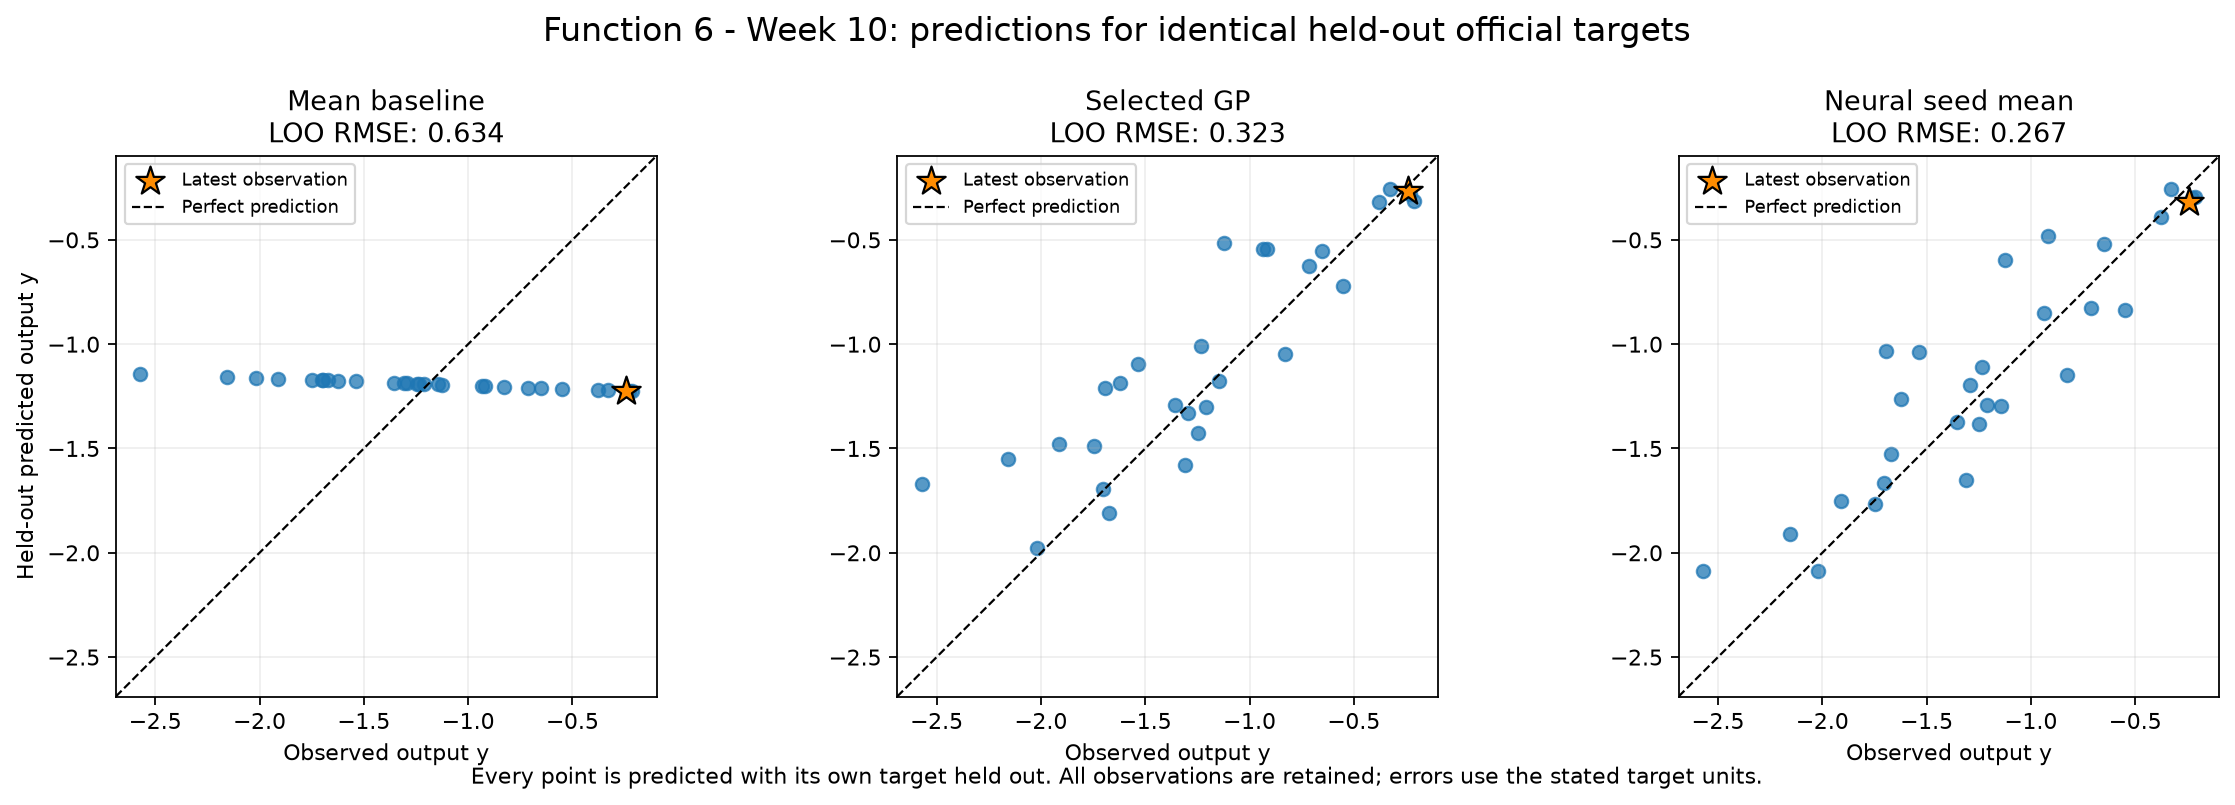 Function 6 - Week 10: predictions for identical held-out official targets
Mean baseline
LOO RMSE: 0.634
Latest observation
Perfect prediction
−0.5
−1.0
−1.5
−2.0
−2.5
Held-out predicted output y
−2.5 −2.0 −1.5 −1.0 −0.5
Observed output y
Selected GP
LOO RMSE: 0.323
Latest observation
Perfect prediction
−0.5
−1.0
−1.5
−2.0
−2.5
−2.5 −2.0 −1.5 −1.0 −0.5
Observed output y
Neural seed mean
LOO RMSE: 0.267
Latest observation
Perfect prediction
−0.5
−1.0
−1.5
−2.0
−2.5
−2.5 −2.0 −1.5 −1.0 −0.5
Observed output y
Every point is predicted with its own target held out. All observations are retained; errors use the stated target units.